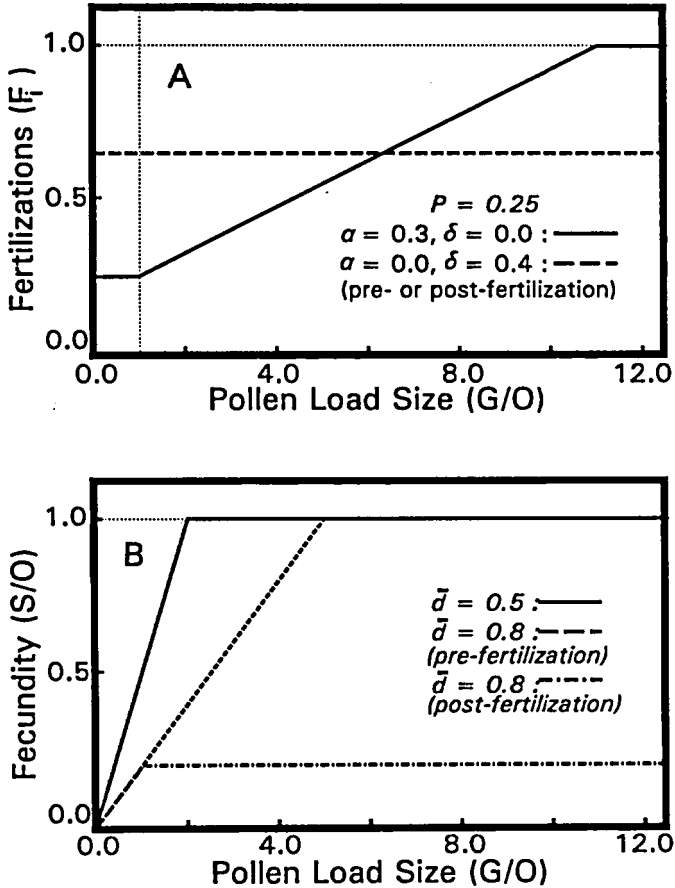 A
1.0
0.5
0.0
Fertilizations (Fi)
P = 0.25
α = 0.3, δ = 0.0 :
α = 0.0, δ = 0.4 :
(pre- or post-fertilization)
0.0 4.0 8.0 12.0
Pollen Load Size (G/O)
B
1.0
0.5
0.0
Fecundity (S/O)
d̄ = 0.5 :
d̄ = 0.8 :
(pre-fertilization)
d̄ = 0.8 :
(post-fertilization)
0.0 4.0 8.0 12.0
Pollen Load Size (G/O)